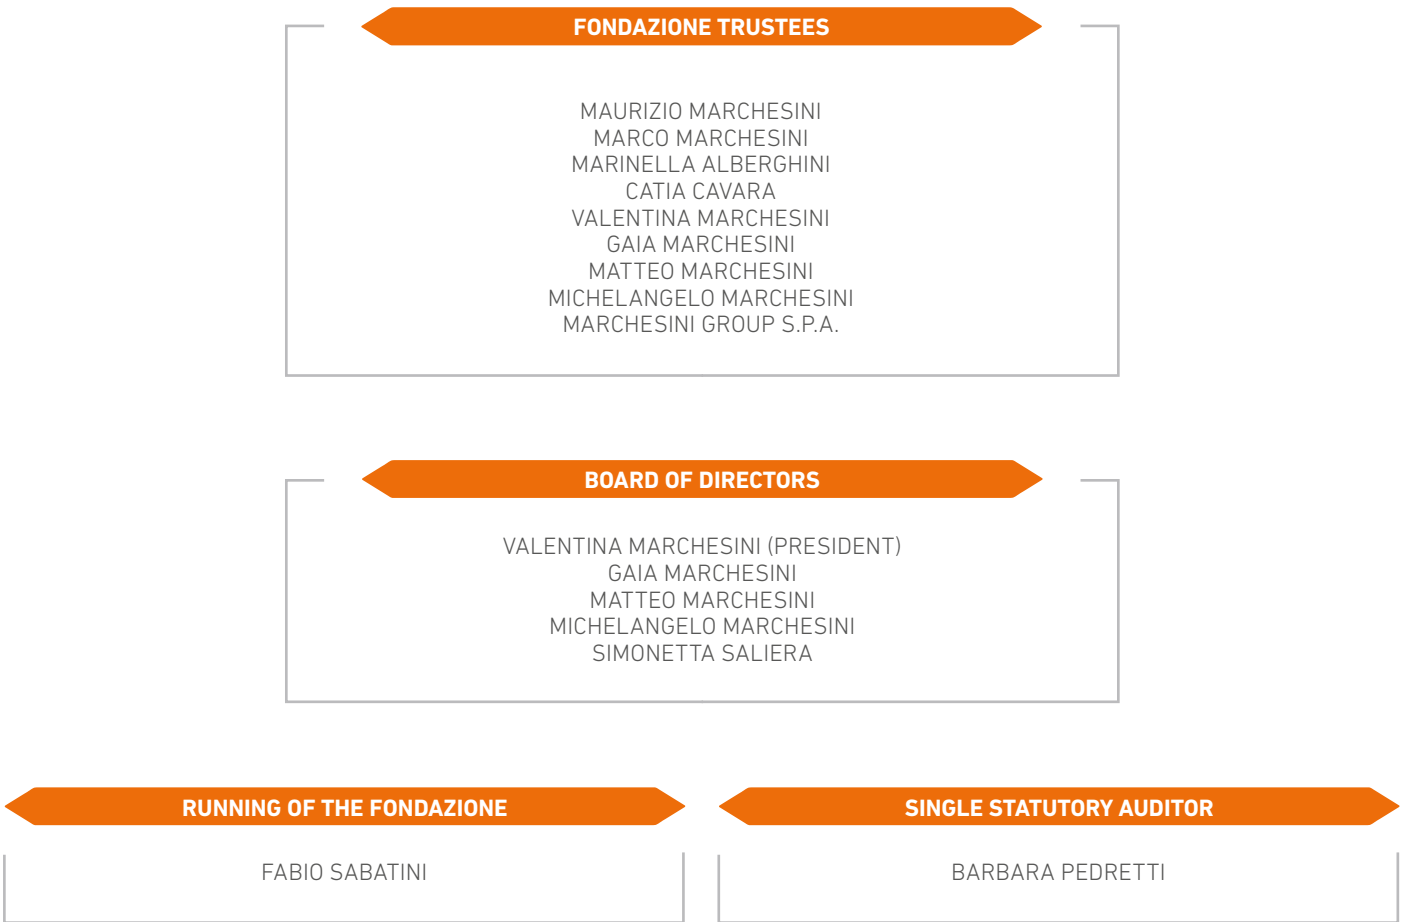 FONDAZIONE TRUSTEES
MAURIZIO MARCHESINI
MARCO MARCHESINI
MARINELLA ALBERGHINI
CATIA CAVARA
VALENTINA MARCHESINI
GAIA MARCHESINI
MATTEO MARCHESINI
MICHELANGELO MARCHESINI
MARCHESINI GROUP S.P.A.
BOARD OF DIRECTORS
VALENTINA MARCHESINI (PRESIDENT)
GAIA MARCHESINI
MATTEO MARCHESINI
MICHELANGELO MARCHESINI
SIMONETTA SALIERA
RUNNING OF THE FONDAZIONE
FABIO SABATINI
SINGLE STATUTORY AUDITOR
BARBARA PEDRETTI